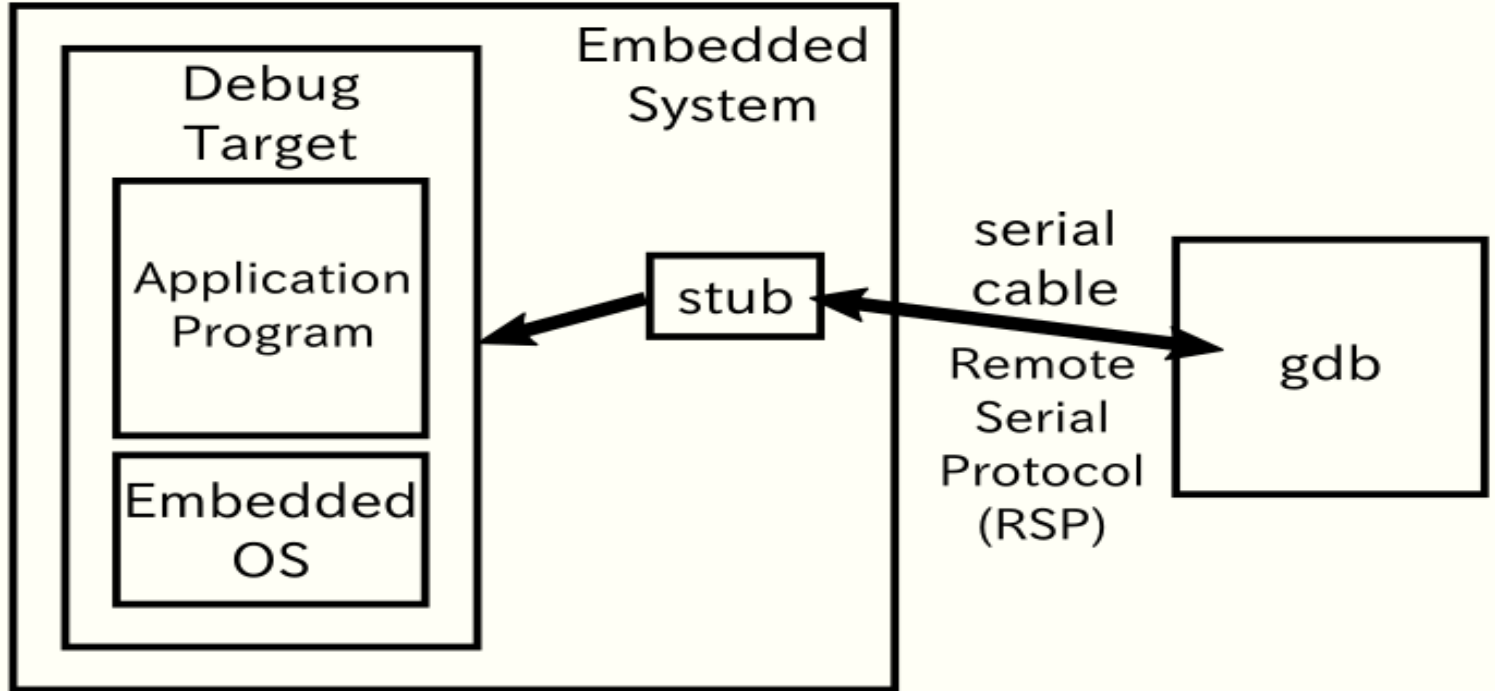 Embedded
System
Debug
Target
Application
Program
Embedded
OS
stub
serial
cable
Remote
Serial
Protocol
(RSP)
gdb